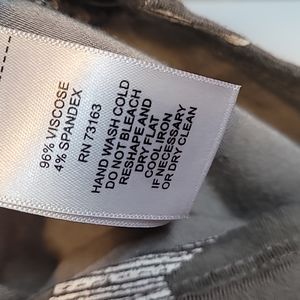 96% VISCOSE
4% SPANDEX
RN 73163
HAND WASH COLD
DO NOT BLEACH
RESHAPE AND
DRY FLAT
COOL IRON
IF NECESSARY
OR DRY CLEAN